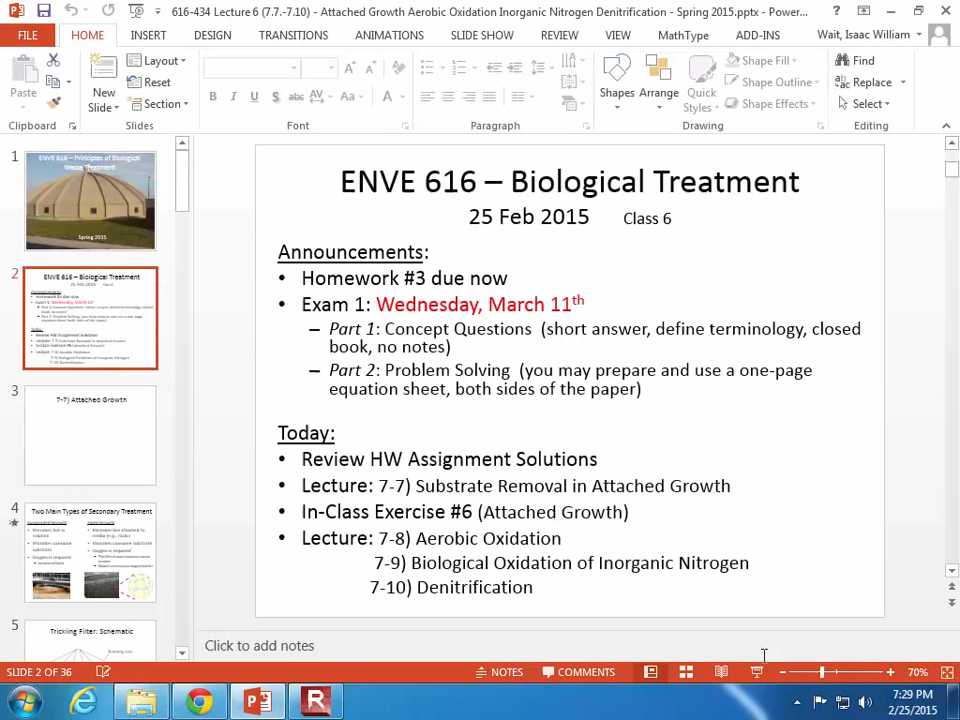 616-434 Lecture 6 (7.7.-7.10) - Attached Growth Aerobic Oxidation Inorganic Nitrogen Denitrification - Spring 2015.pptx - Power...
FILE HOME INSERT DESIGN TRANSITIONS ANIMATIONS SLIDE SHOW REVIEW VIEW MathType ADD-INS Wait, Isaac William
Paste
New
Slide
Layout
Reset
Section
B I U S abc AV Aa A
Shapes
Arrange
Quick
Styles
Shape Fill
Shape Outline
Shape Effects
Find
Replace
Select
Clipboard Slides Font Paragraph Drawing Editing
1
ENVE 616 – Principles of Biological
Waste Treatment
Spring 2015
2
ENVE 616 – Biological Treatment
3
7-7) Attached Growth
4
Two Main Types of Secondary Treatment
5
Trickling Filter: Schematic
ENVE 616 – Biological Treatment
25 Feb 2015 Class 6
Announcements:
• Homework #3 due now
• Exam 1: Wednesday, March 11th
– Part 1: Concept Questions (short answer, define terminology, closed
book, no notes)
– Part 2: Problem Solving (you may prepare and use a one-page
equation sheet, both sides of the paper)
Today:
• Review HW Assignment Solutions
• Lecture: 7-7) Substrate Removal in Attached Growth
• In-Class Exercise #6 (Attached Growth)
• Lecture: 7-8) Aerobic Oxidation
7-9) Biological Oxidation of Inorganic Nitrogen
7-10) Denitrification
Click to add notes
SLIDE 2 OF 36 NOTES COMMENTS 70%
7:29 PM
2/25/2015